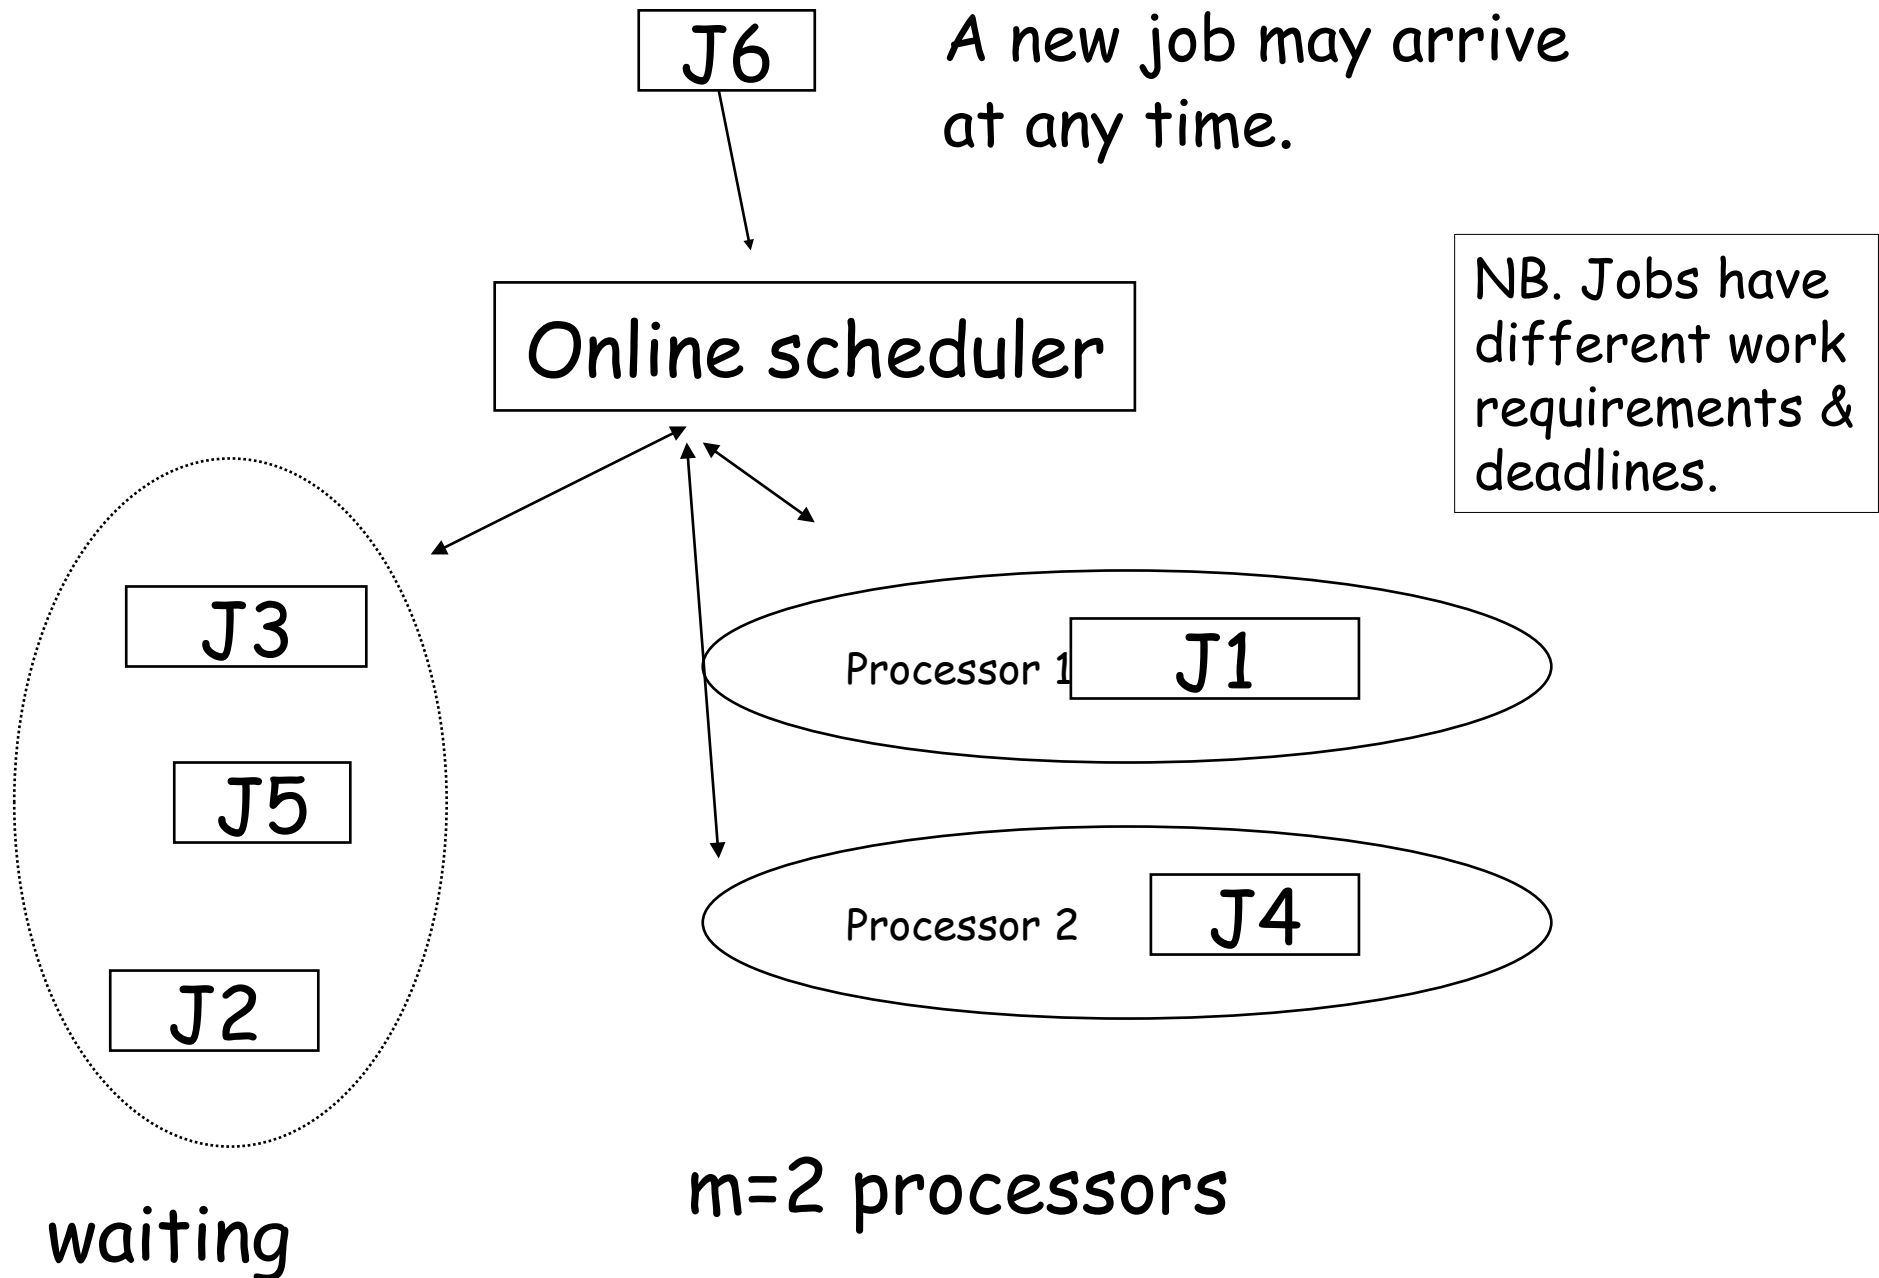 J6
A new job may arrive
at any time.
NB. Jobs have
different work
requirements &
deadlines.
Online scheduler
J3
J5
J2
Processor 1
J1
Processor 2
J4
m=2 processors
waiting